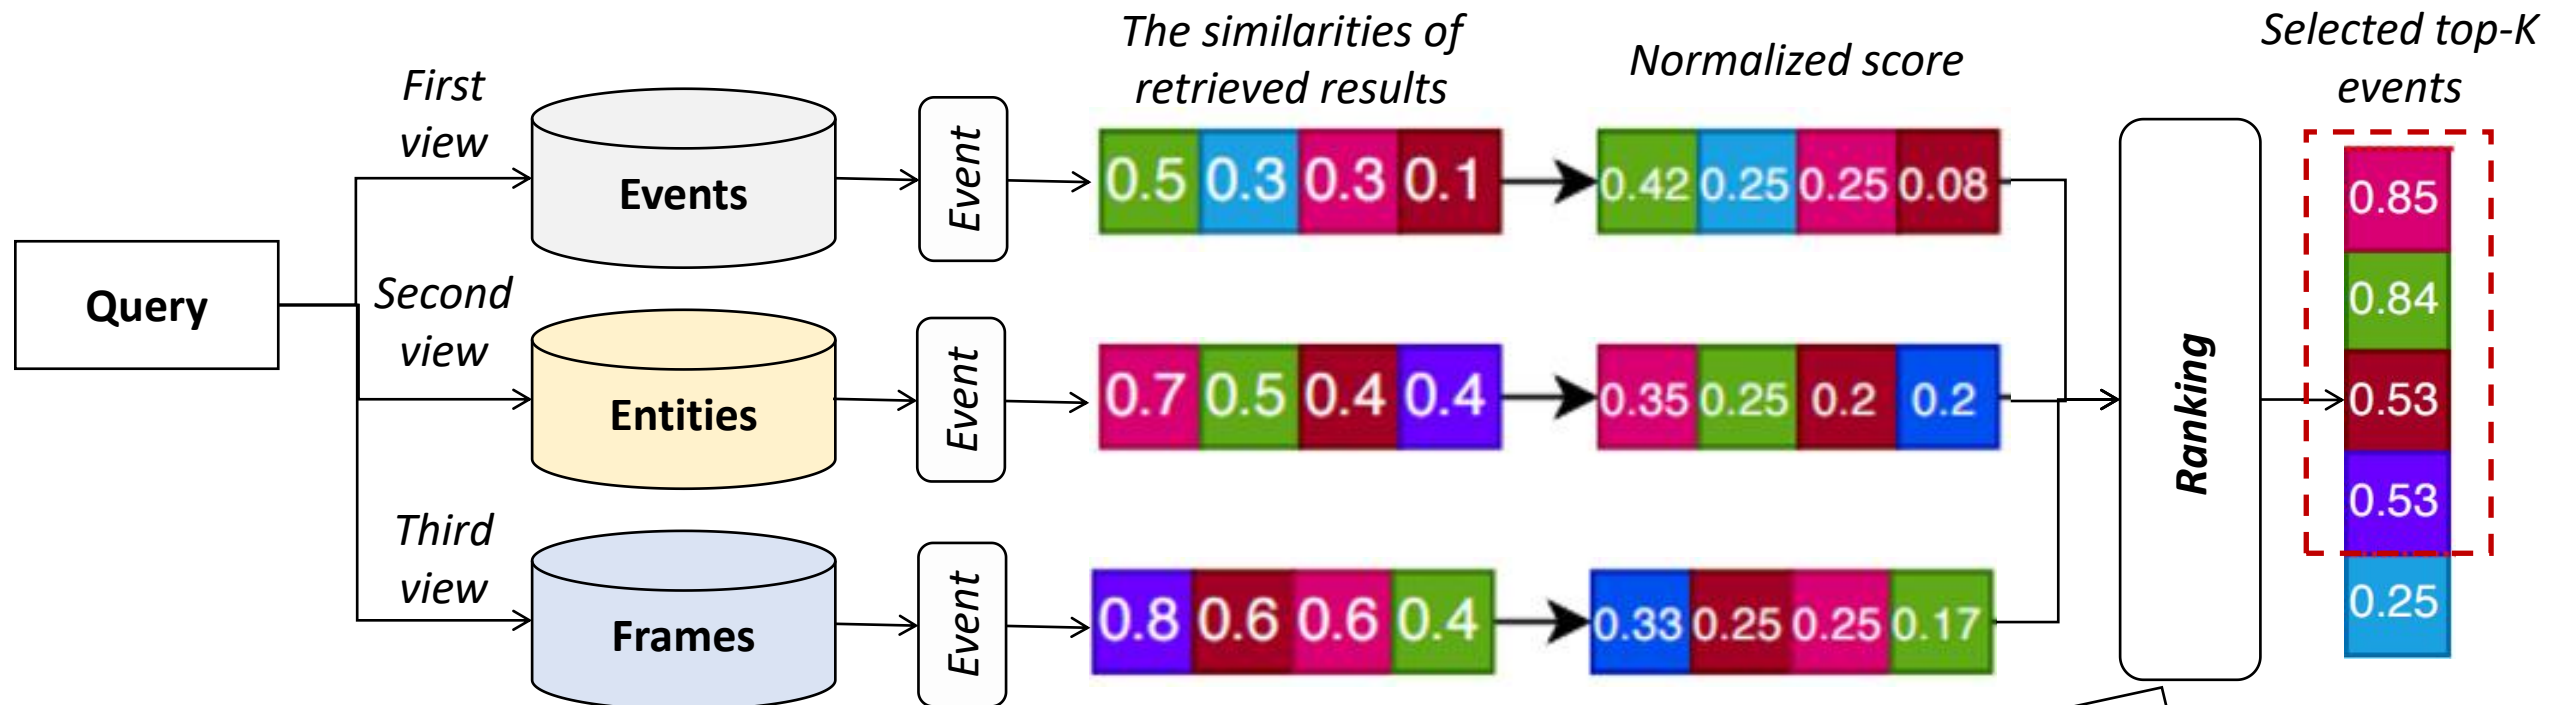 The similarities of
retrieved results
Normalized score
Selected top-K
events
First
view
Events
Event
0.5 0.3 0.3 0.1
0.42 0.25 0.25 0.08
Query
Second
view
Entities
Event
0.7 0.5 0.4 0.4
0.35 0.25 0.2 0.2
Third
view
Frames
Event
0.8 0.6 0.6 0.4
0.33 0.25 0.25 0.17
Ranking
0.85
0.84
0.53
0.53
0.25